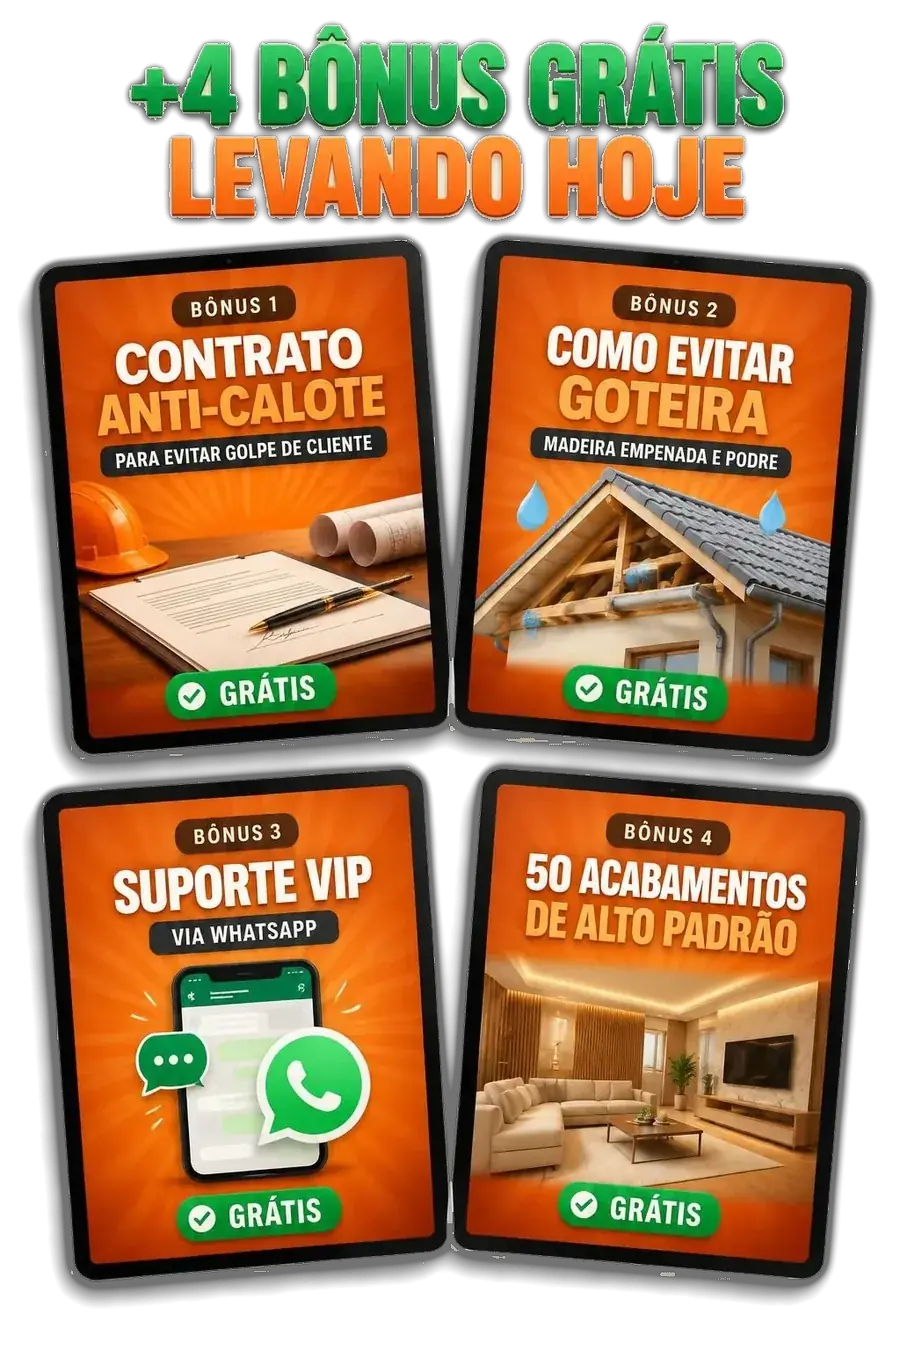 +4 BÔNUS GRÁTIS
LEVANDO HOJE
BÔNUS 1
CONTRATO
ANTI-CALOTE
PARA EVITAR GOLPE DE CLIENTE
GRÁTIS
BÔNUS 2
COMO EVITAR
GOTEIRA
MADEIRA EMPENADA E PODRE
GRÁTIS
BÔNUS 3
SUPORTE VIP
VIA WHATSAPP
GRÁTIS
BÔNUS 4
50 ACABAMENTOS
DE ALTO PADRÃO
GRÁTIS